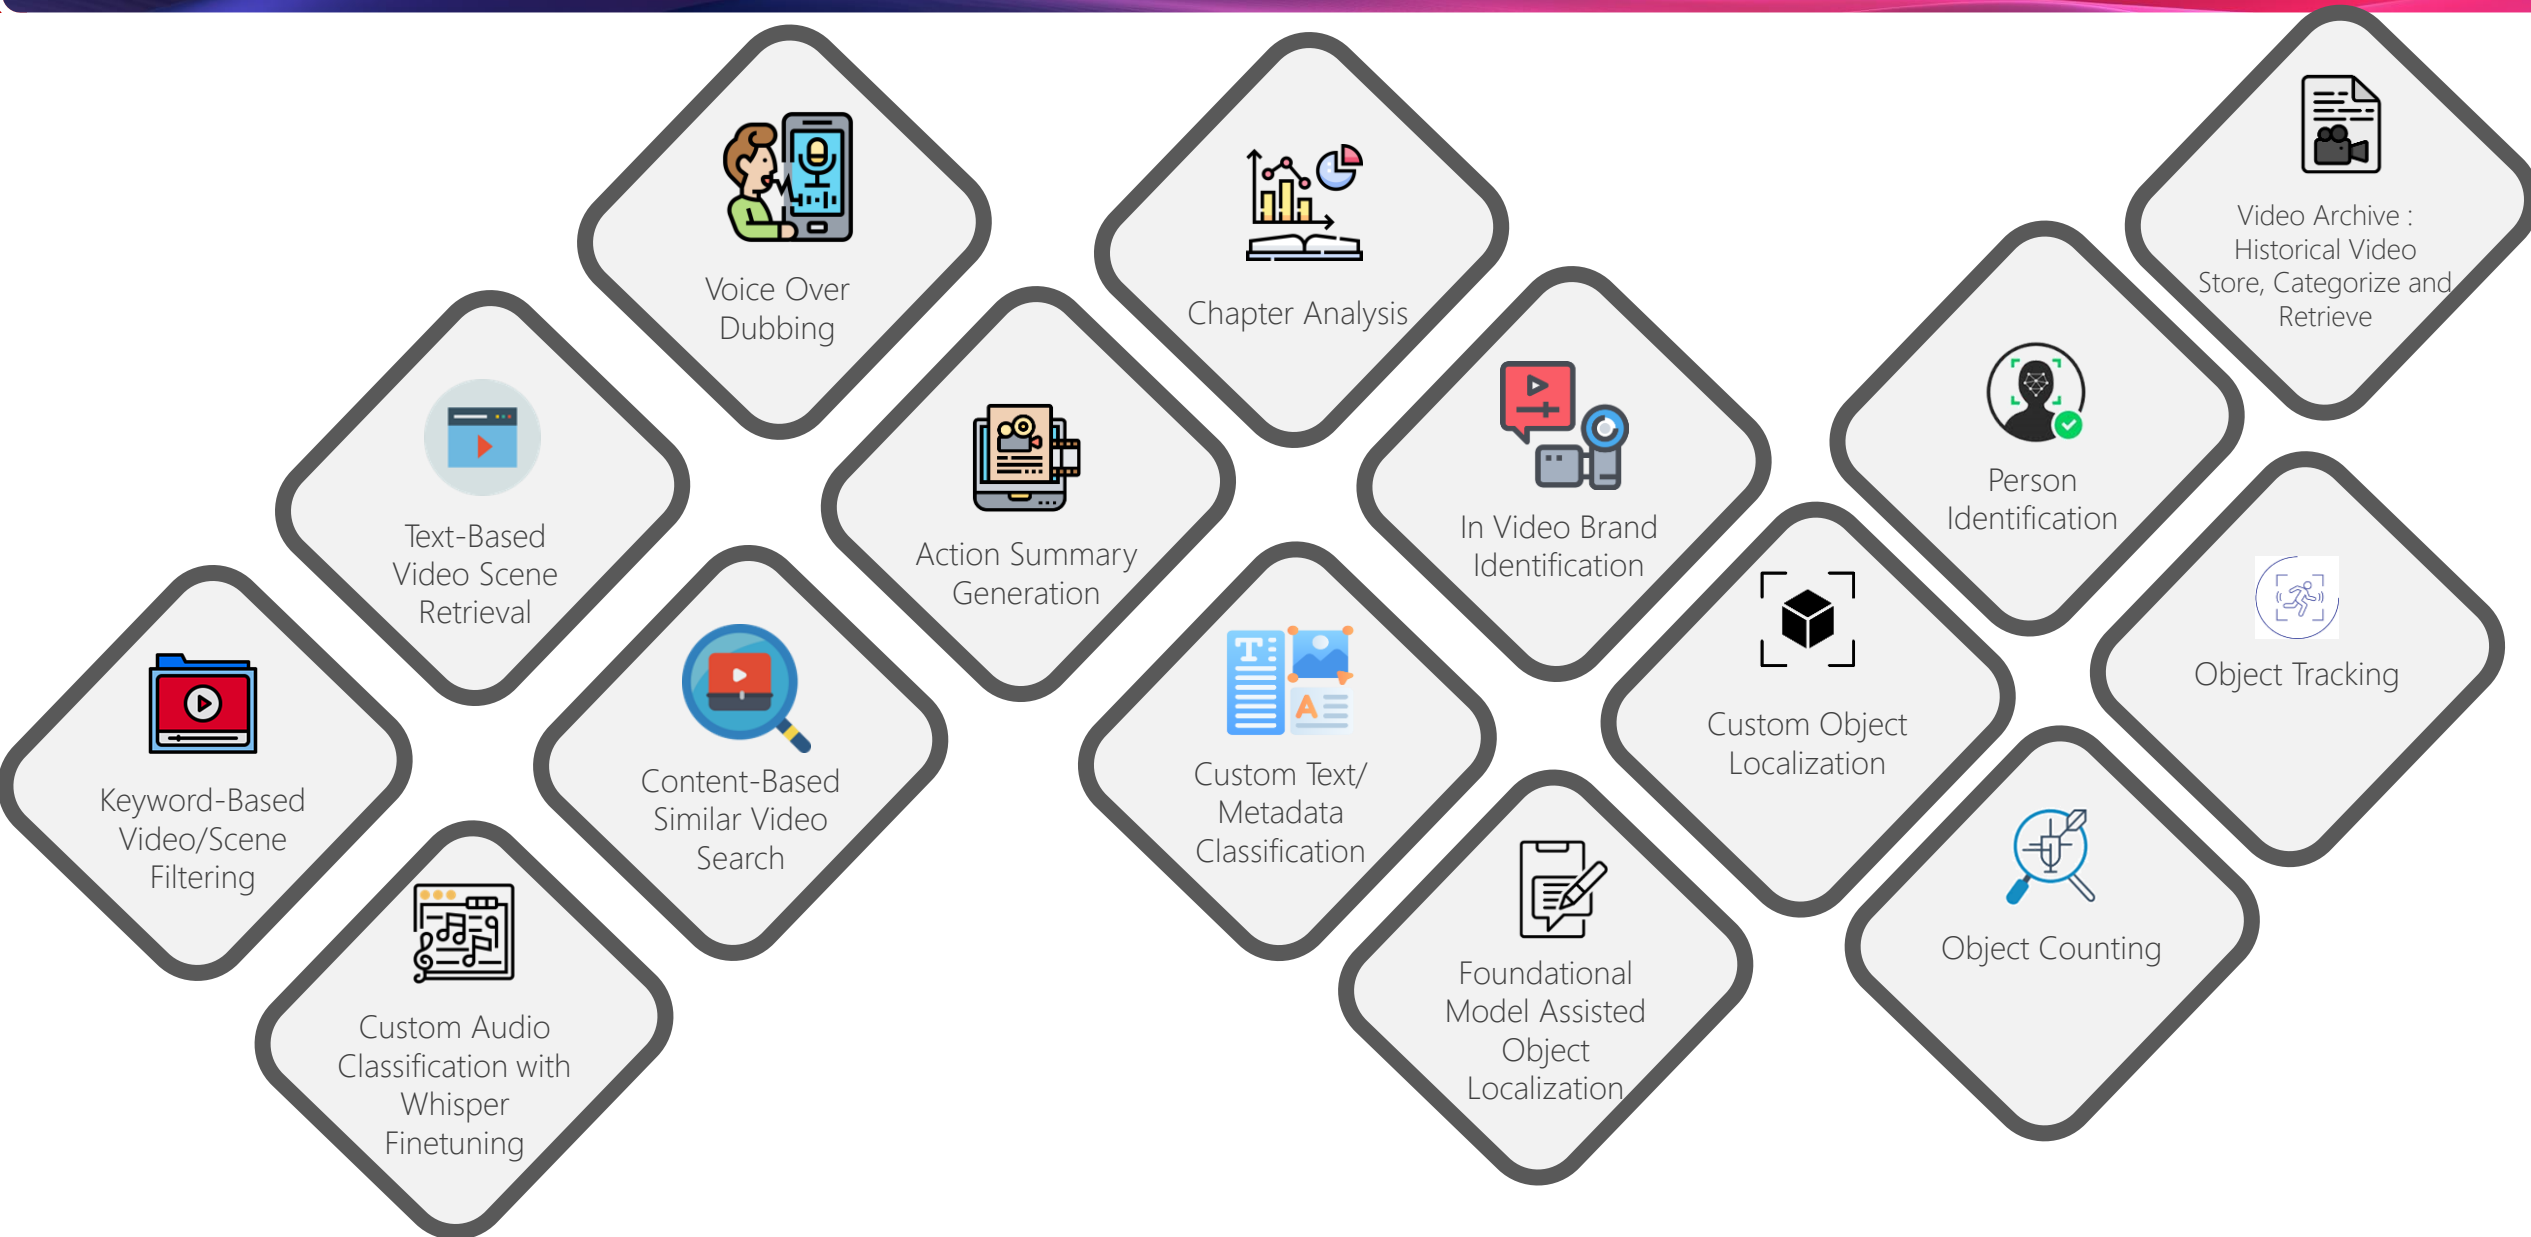 Voice Over
Dubbing
Chapter Analysis
Video Archive :
Historical Video
Store, Categorize and
Retrieve
Text-Based
Video Scene
Retrieval
Action Summary
Generation
In Video Brand
Identification
Person
Identification
Keyword-Based
Video/Scene
Filtering
Content-Based
Similar Video
Search
Custom Text/
Metadata
Classification
Custom Object
Localization
Object Tracking
Custom Audio
Classification with
Whisper
Finetuning
Foundational
Model Assisted
Object
Localization
Object Counting